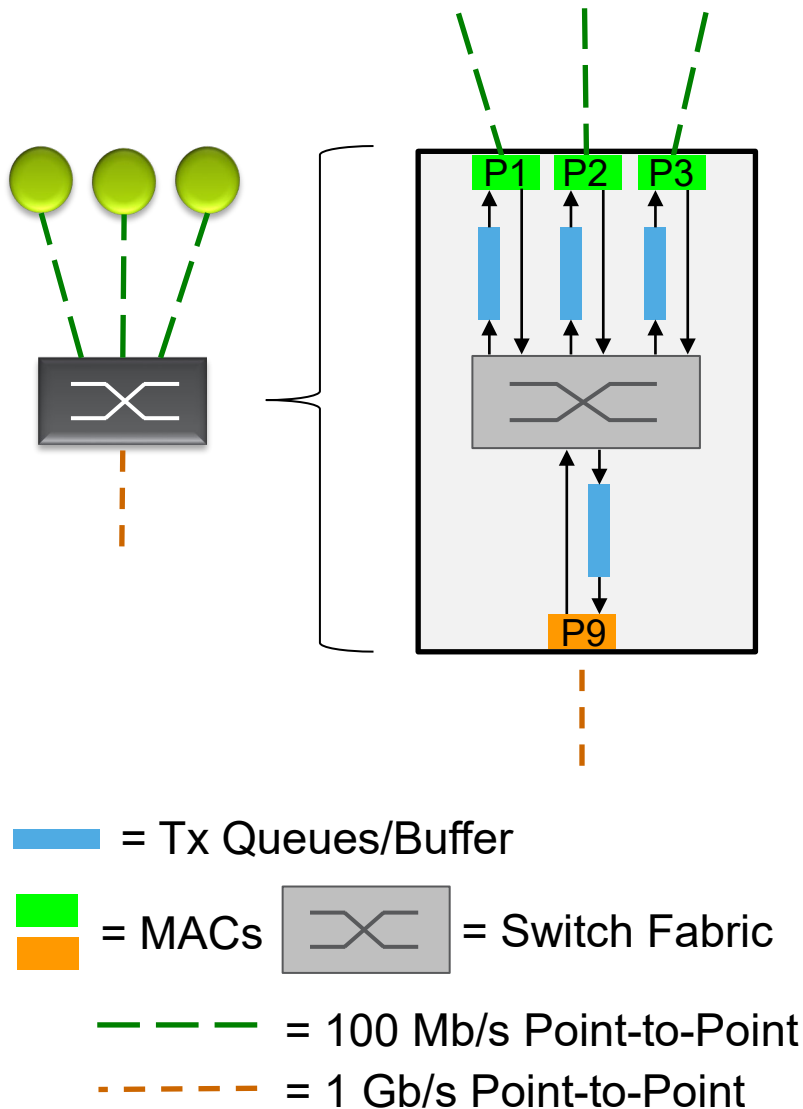 P1 P2 P3
P9
= Tx Queues/Buffer
= MACs = Switch Fabric
= 100 Mb/s Point-to-Point
= 1 Gb/s Point-to-Point